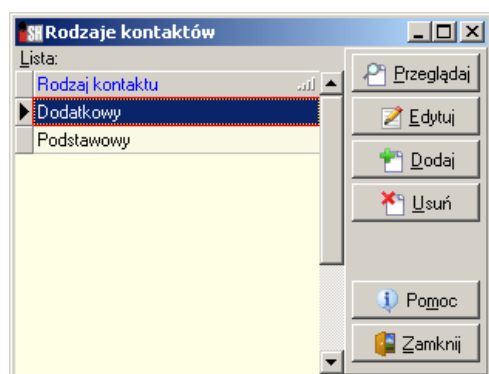 SH Rodzaje kontaktów
Lista:
Rodzaj kontaktu
Dodatkowy
Podstawowy
Przeglądaj
Edytuj
Dodaj
Usuń
Pomoc
Zamknij